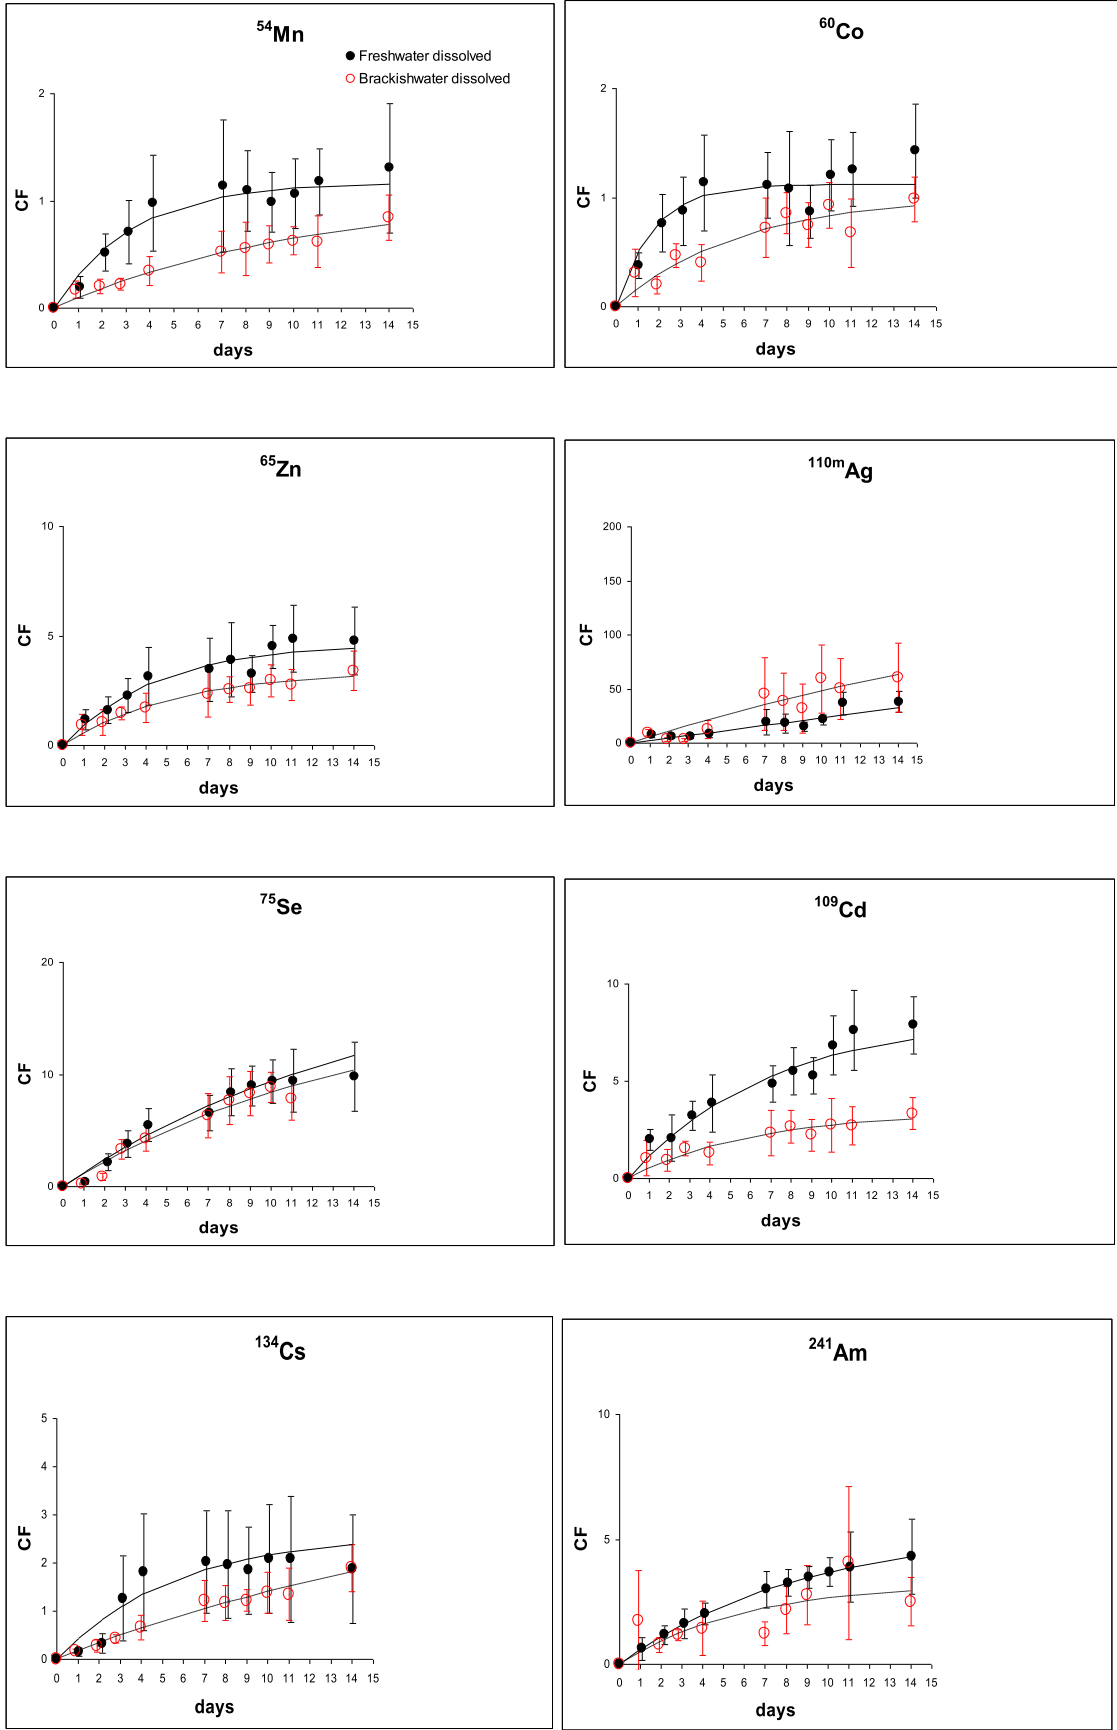 54Mn
Freshwater dissolved
Brackishwater dissolved
2
1
0
CF
0 1 2 3 4 5 6 7 8 9 10 11 12 13 14 15
days
60Co
2
1
0
CF
0 1 2 3 4 5 6 7 8 9 10 11 12 13 14 15
days
65Zn
10
5
0
CF
0 1 2 3 4 5 6 7 8 9 10 11 12 13 14 15
days
110mAg
200
150
100
50
0
CF
0 1 2 3 4 5 6 7 8 9 10 11 12 13 14 15
days
75Se
20
10
0
CF
0 1 2 3 4 5 6 7 8 9 10 11 12 13 14 15
days
109Cd
10
5
0
CF
0 1 2 3 4 5 6 7 8 9 10 11 12 13 14 15
days
134Cs
5
4
3
2
1
0
CF
0 1 2 3 4 5 6 7 8 9 10 11 12 13 14 15
days
241Am
10
5
0
CF
0 1 2 3 4 5 6 7 8 9 10 11 12 13 14 15
days